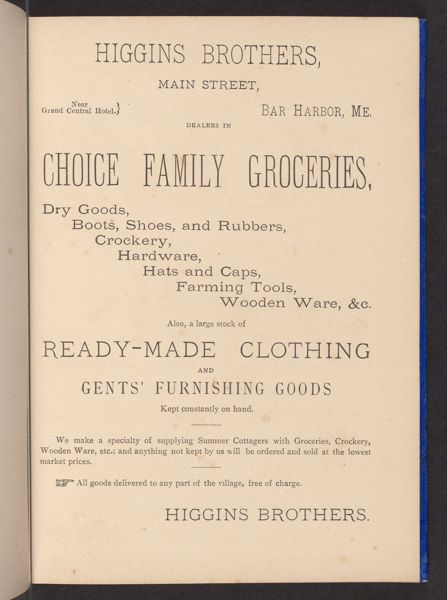 HIGGINS BROTHERS,
MAIN STREET,
Near
Grand Central Hotel.}
BAR HARBOR, ME.
DEALERS IN
CHOICE FAMILY GROCERIES,
Dry Goods,
Boots, Shoes, and Rubbers,
Crockery,
Hardware,
Hats and Caps,
Farming Tools,
Wooden Ware, &c.
Also, a large stock of
READY-MADE CLOTHING
AND
GENTS' FURNISHING GOODS
Kept constantly on hand.
We make a specialty of supplying Summer Cottagers with Groceries, Crockery,
Wooden Ware, etc.; and anything not kept by us will be ordered and sold at the lowest
market prices.
☞ All goods delivered to any part of the village, free of charge.
HIGGINS BROTHERS.